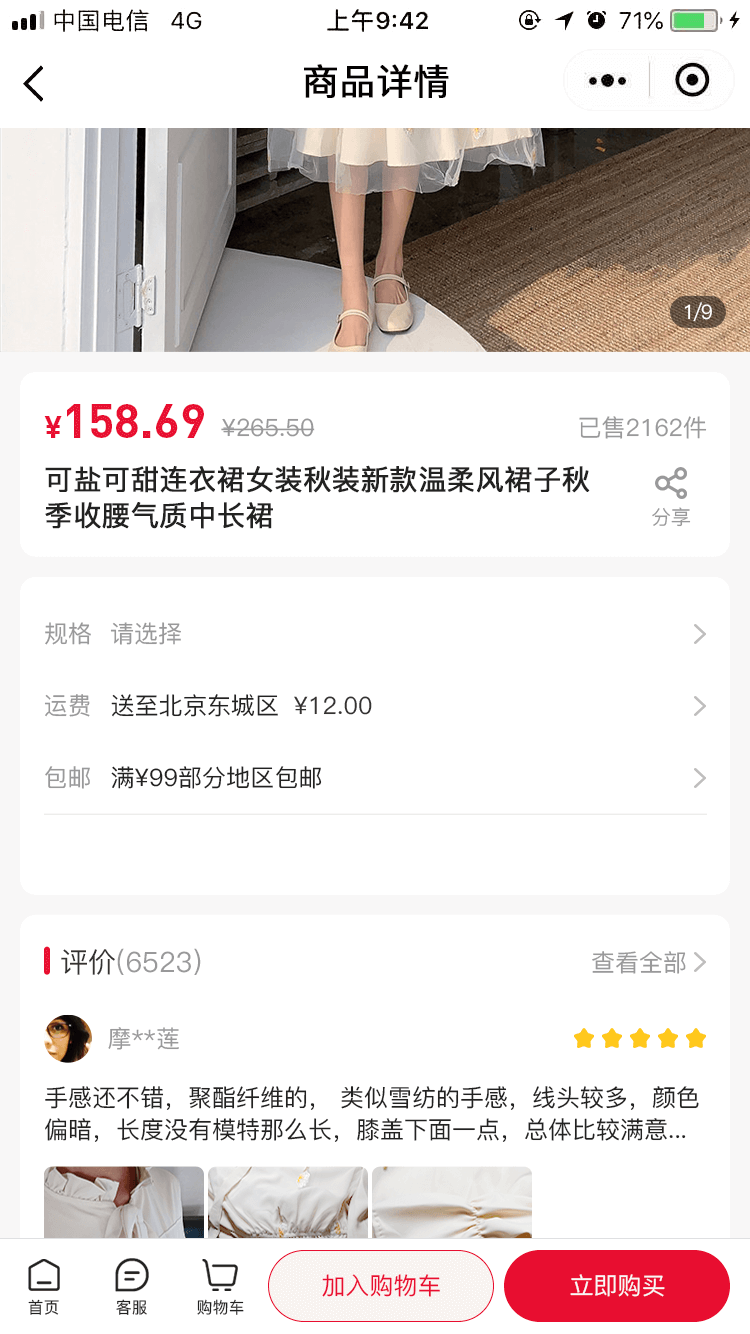 中国电信 4G 上午9:42 71%
商品详情
1/9
¥158.69 ¥265.50 已售2162件
可盐可甜连衣裙女装秋装新款温柔风裙子秋
季收腰气质中长裙
分享
规格 请选择
运费 送至北京东城区 ¥12.00
包邮 满¥99部分地区包邮
评价(6523) 查看全部
摩**莲
手感还不错，聚酯纤维的， 类似雪纺的手感，线头较多，颜色
偏暗，长度没有模特那么长，膝盖下面一点，总体比较满意...
首页 客服 购物车 加入购物车 立即购买